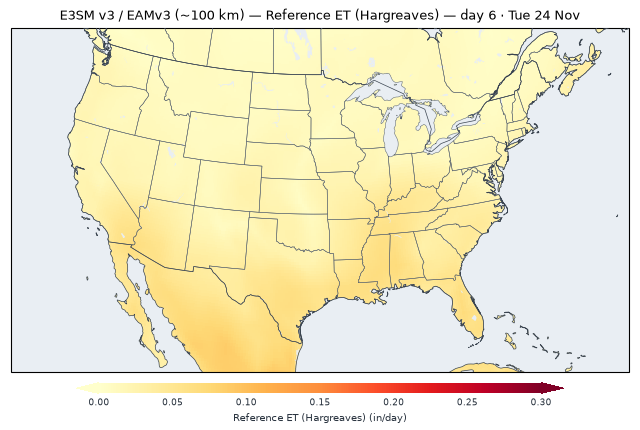 E3SM v3 / EAMv3 (~100 km) — Reference ET (Hargreaves) — day 6 · Tue 24 Nov
0.00 0.05 0.10 0.15 0.20 0.25 0.30
Reference ET (Hargreaves) (in/day)